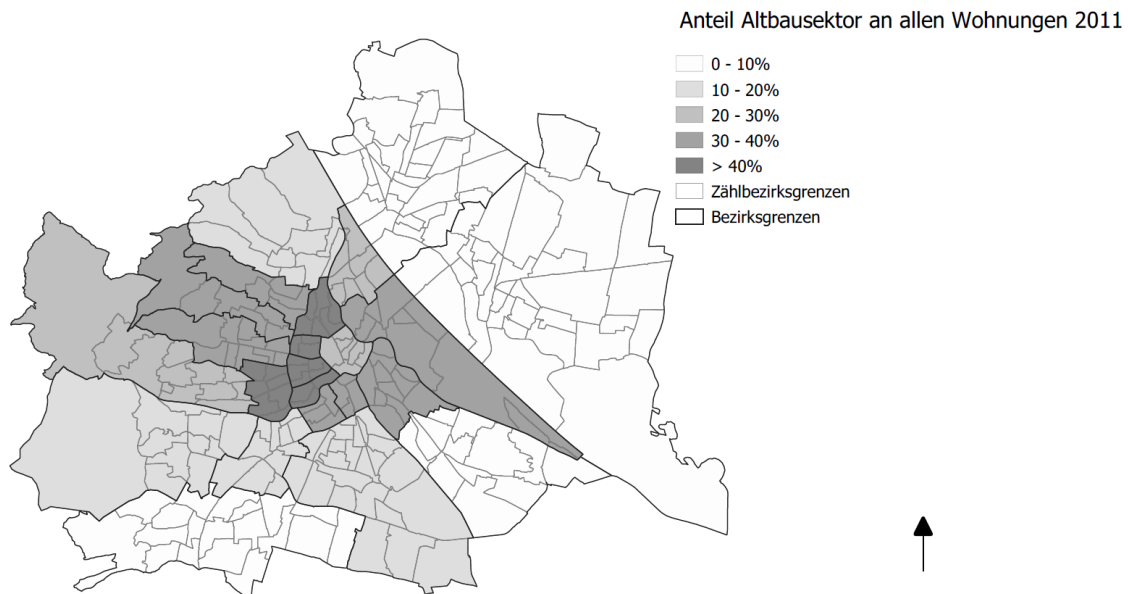 Anteil Altbausektor an allen Wohnungen 2011
0 - 10%
10 - 20%
20 - 30%
30 - 40%
> 40%
Zählbezirksgrenzen
Bezirksgrenzen